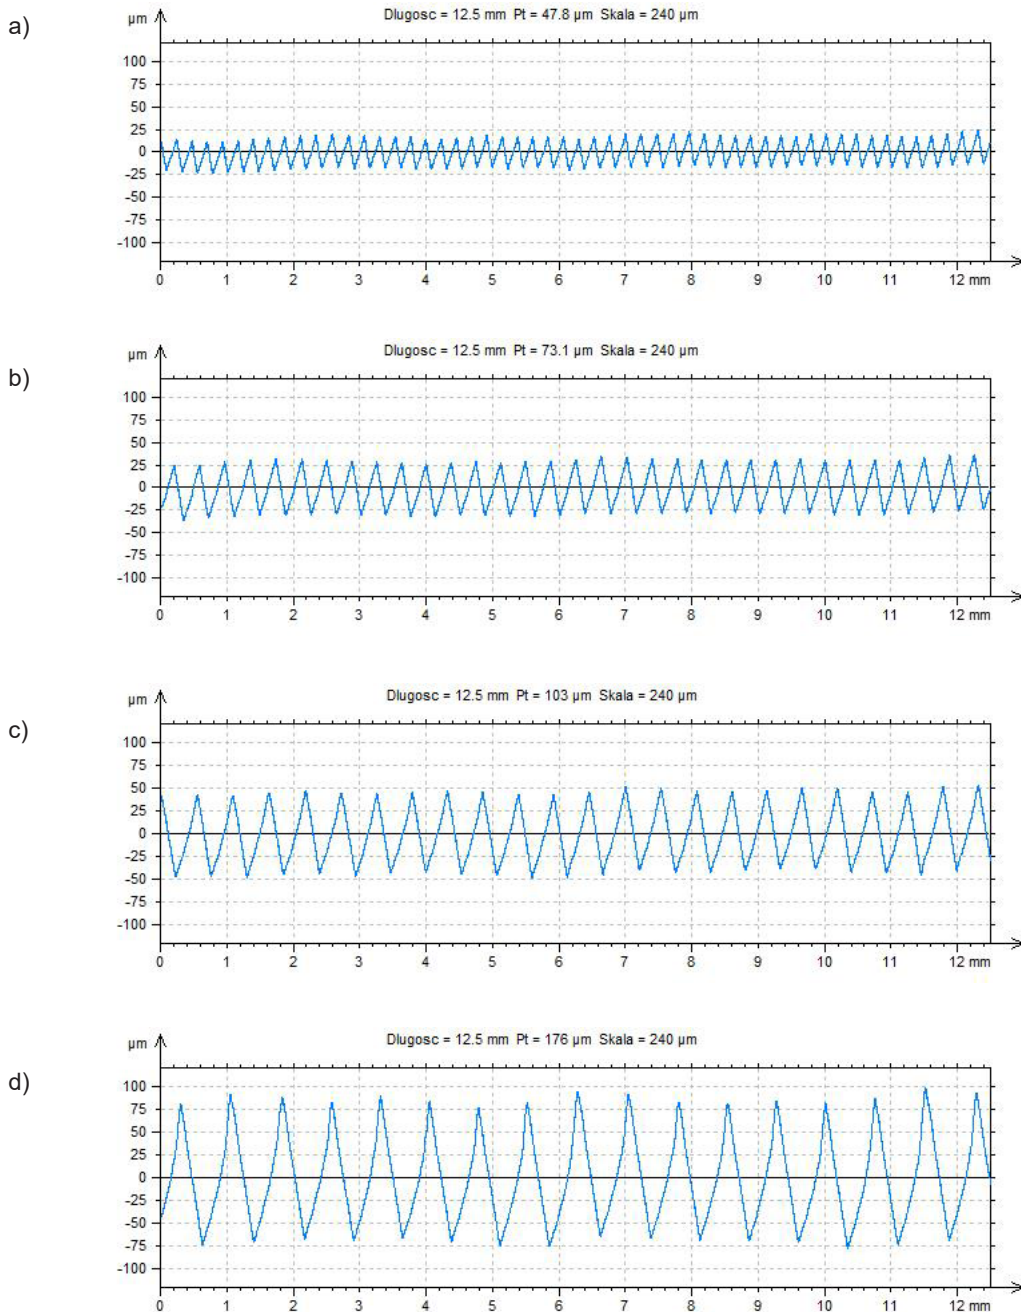 a)
Dlugosc = 12.5 mm Pt = 47.8 µm Skala = 240 µm
µm
100
75
50
25
0
-25
-50
-75
-100
0 1 2 3 4 5 6 7 8 9 10 11 12 mm
b)
Dlugosc = 12.5 mm Pt = 73.1 µm Skala = 240 µm
µm
100
75
50
25
0
-25
-50
-75
-100
0 1 2 3 4 5 6 7 8 9 10 11 12 mm
c)
Dlugosc = 12.5 mm Pt = 103 µm Skala = 240 µm
µm
100
75
50
25
0
-25
-50
-75
-100
0 1 2 3 4 5 6 7 8 9 10 11 12 mm
d)
Dlugosc = 12.5 mm Pt = 176 µm Skala = 240 µm
µm
100
75
50
25
0
-25
-50
-75
-100
0 1 2 3 4 5 6 7 8 9 10 11 12 mm